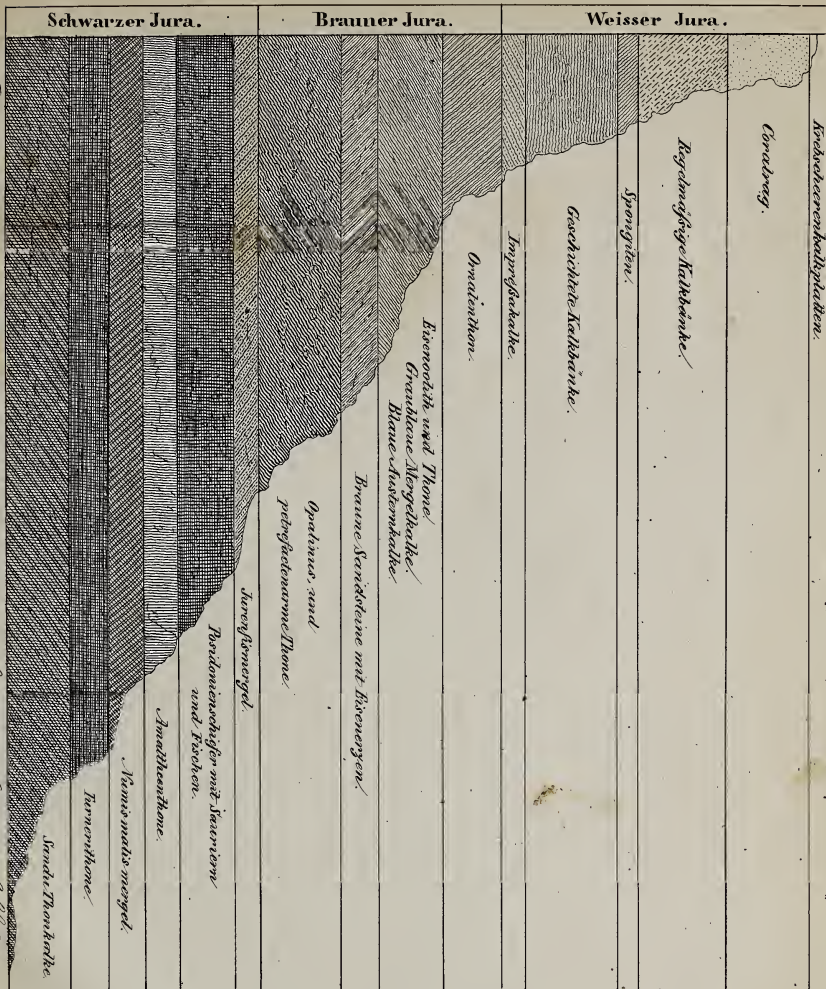 Schwarzer Jura.
Brauner Jura.
Weisser Jura.
Sand u. Thonkalke.
Turnerithone.
Numismalis mergel.
Amaltheenthone.
Posidonienschiefer mit Sauriern
und Fischen.
Jurensismergel.
Opalinus, und
petrefactenarme Thone.
Braune Sandsteine mit Eisenerzen.
Eisenoolith und Thone.
Graublaue Mergelkalke.
Blaue Austernkalke.
Ornatenthon.
Impreßakalke.
Geschichtete Kalkbänke.
Spongiten.
Regelmäßige Kalkbänke.
Coralrag.
Krebsscheerenkalkplatten.